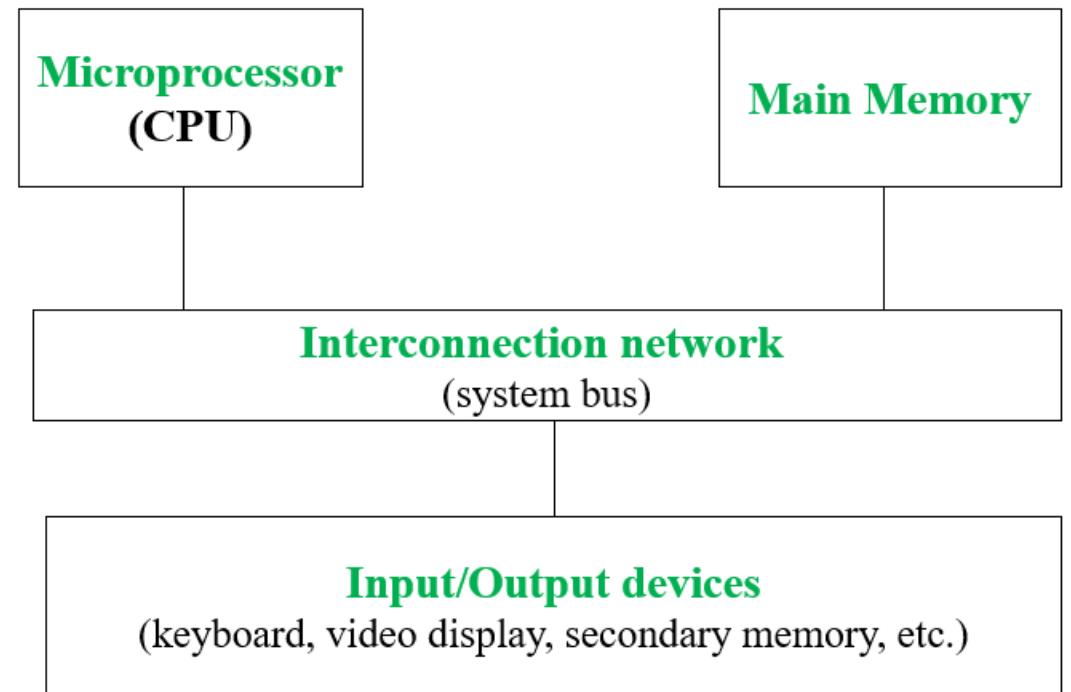 Microprocessor
(CPU)
Main Memory
Interconnection network
(system bus)
Input/Output devices
(keyboard, video display, secondary memory, etc.)